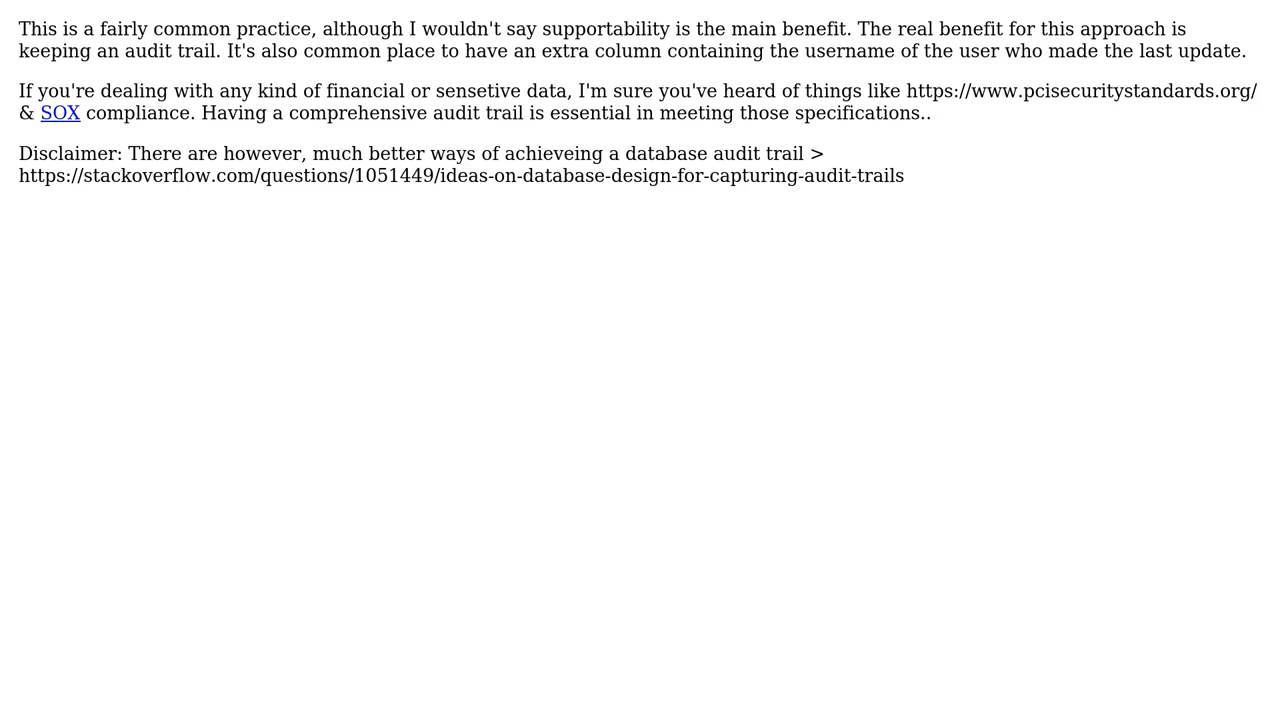 This is a fairly common practice, although I wouldn't say supportability is the main benefit. The real benefit for this approach is
keeping an audit trail. It's also common place to have an extra column containing the username of the user who made the last update.
If you're dealing with any kind of financial or sensetive data, I'm sure you've heard of things like https://www.pcisecuritystandards.org/
& SOX compliance. Having a comprehensive audit trail is essential in meeting those specifications..
Disclaimer: There are however, much better ways of achieveing a database audit trail >
https://stackoverflow.com/questions/1051449/ideas-on-database-design-for-capturing-audit-trails